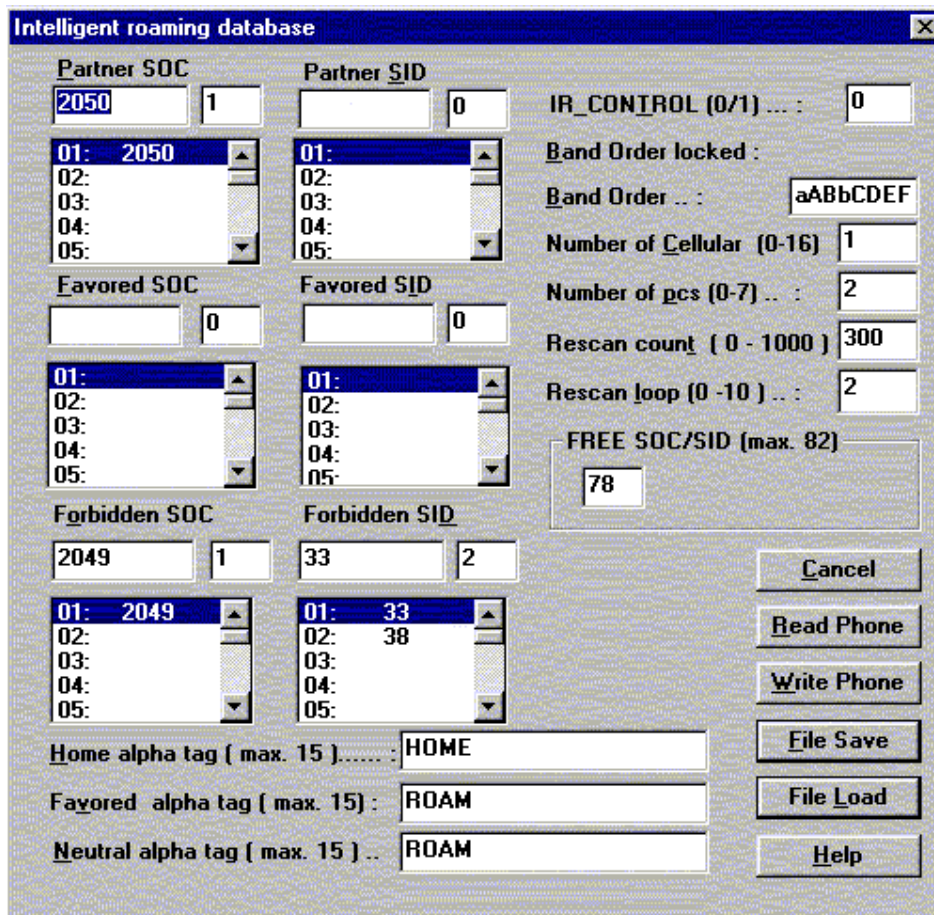 Intelligent roaming database
Partner SOC
Partner SID
2050
1
0
IR_CONTROL (0/1) ... :
0
01: 2050
02:
03:
04:
05:
01:
02:
03:
04:
05:
Band Order locked :
Band Order .. :
aABbCDEF
Number of Cellular (0-16)
1
Favored SOC
Favored SID
0
0
Number of pcs (0-7) .. :
2
Rescan count ( 0 - 1000 )
300
01:
02:
03:
04:
05:
01:
02:
03:
04:
05:
Rescan loop (0 -10 ) .. :
2
FREE SOC/SID (max. 82)
78
Forbidden SOC
Forbidden SID
2049
1
33
2
01: 2049
02:
03:
04:
05:
01: 33
02: 38
03:
04:
05:
Cancel
Read Phone
Write Phone
File Save
File Load
Help
Home alpha tag ( max. 15 )...... :
HOME
Favored alpha tag ( max. 15) :
ROAM
Neutral alpha tag ( max. 15 ) ..
ROAM